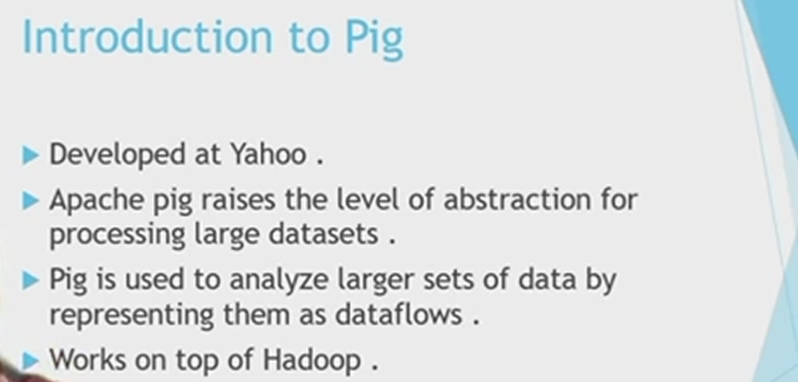 Introduction to Pig
Developed at Yahoo .
Apache pig raises the level of abstraction for
processing large datasets .
Pig is used to analyze larger sets of data by
representing them as dataflows .
Works on top of Hadoop .